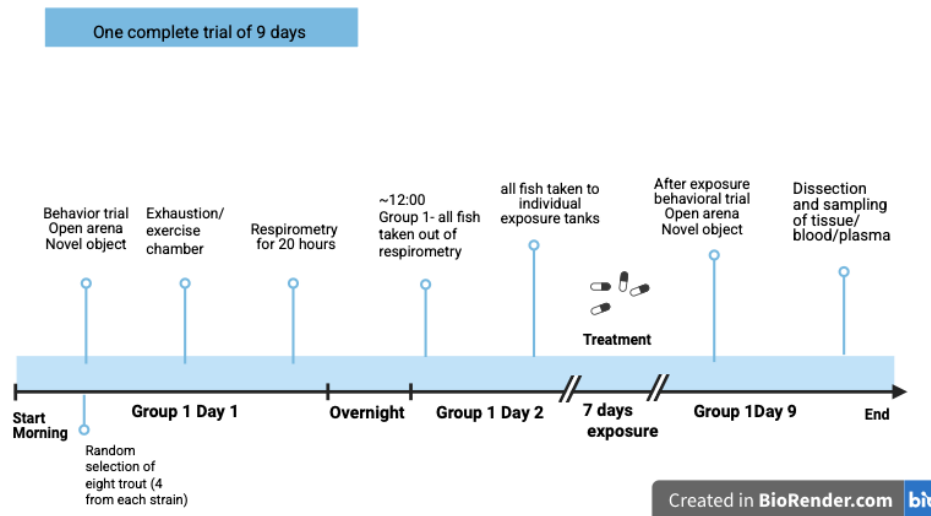 One complete trial of 9 days
Behavior trial
Open arena
Novel object
Exhaustion/
exercise
chamber
Respirometry
for 20 hours
~12:00
Group 1- all fish
taken out of
respirometry
all fish taken to
individual
exposure tanks
After exposure
behavioral trial
Open arena
Novel object
Dissection
and sampling
of tissue/
blood/plasma
Treatment
Start
Morning
Group 1 Day 1
Overnight
Group 1 Day 2
7 days
exposure
Group 1Day 9
End
Random
selection of
eight trout (4
from each strain)
Created in BioRender.com
bio